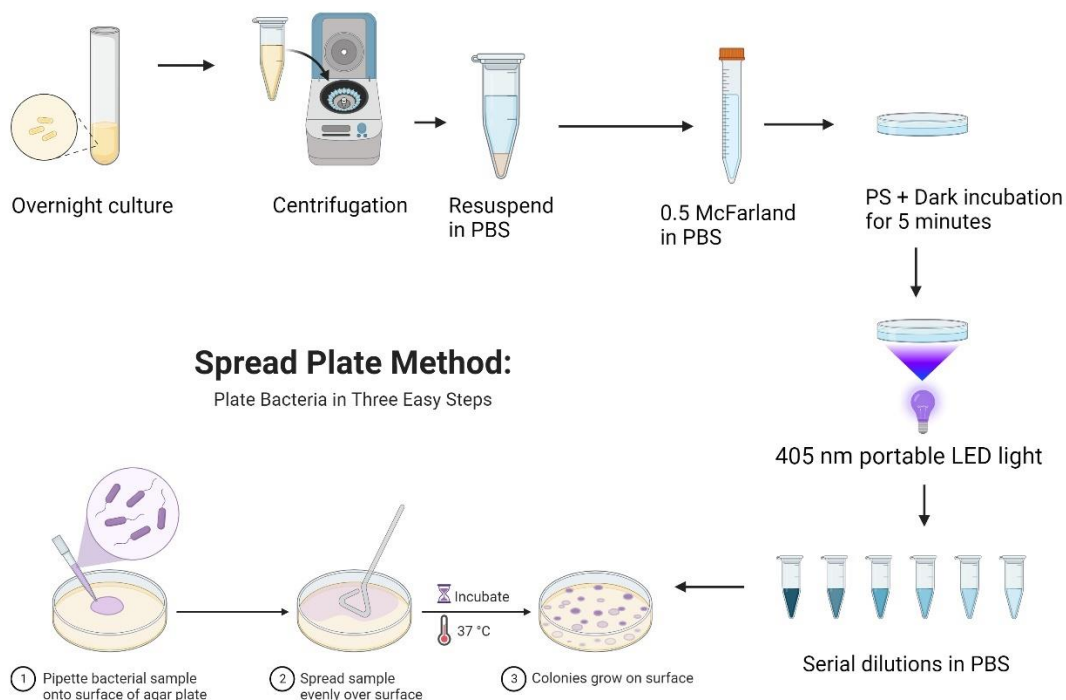 Overnight culture
Centrifugation
Resuspend
in PBS
0.5 McFarland
in PBS
PS + Dark incubation
for 5 minutes
405 nm portable LED light
Serial dilutions in PBS
Spread Plate Method:
Plate Bacteria in Three Easy Steps
1 Pipette bacterial sample
onto surface of agar plate
2 Spread sample
evenly over surface
Incubate
37 °C
3 Colonies grow on surface